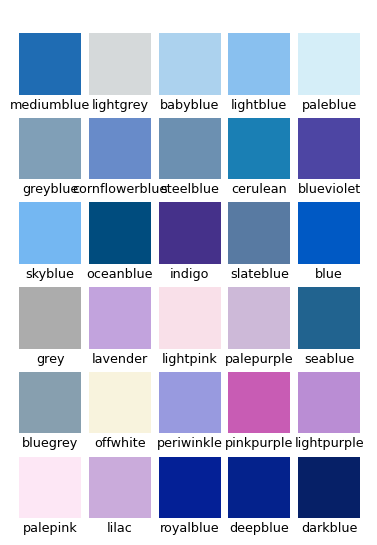 mediumblue lightgrey babyblue lightblue paleblue
greyblue cornflowerblue steelblue cerulean blueviolet
skyblue oceanblue indigo slateblue blue
grey lavender lightpink palepurple seablue
bluegrey offwhite periwinkle pinkpurple lightpurple
palepink lilac royalblue deepblue darkblue